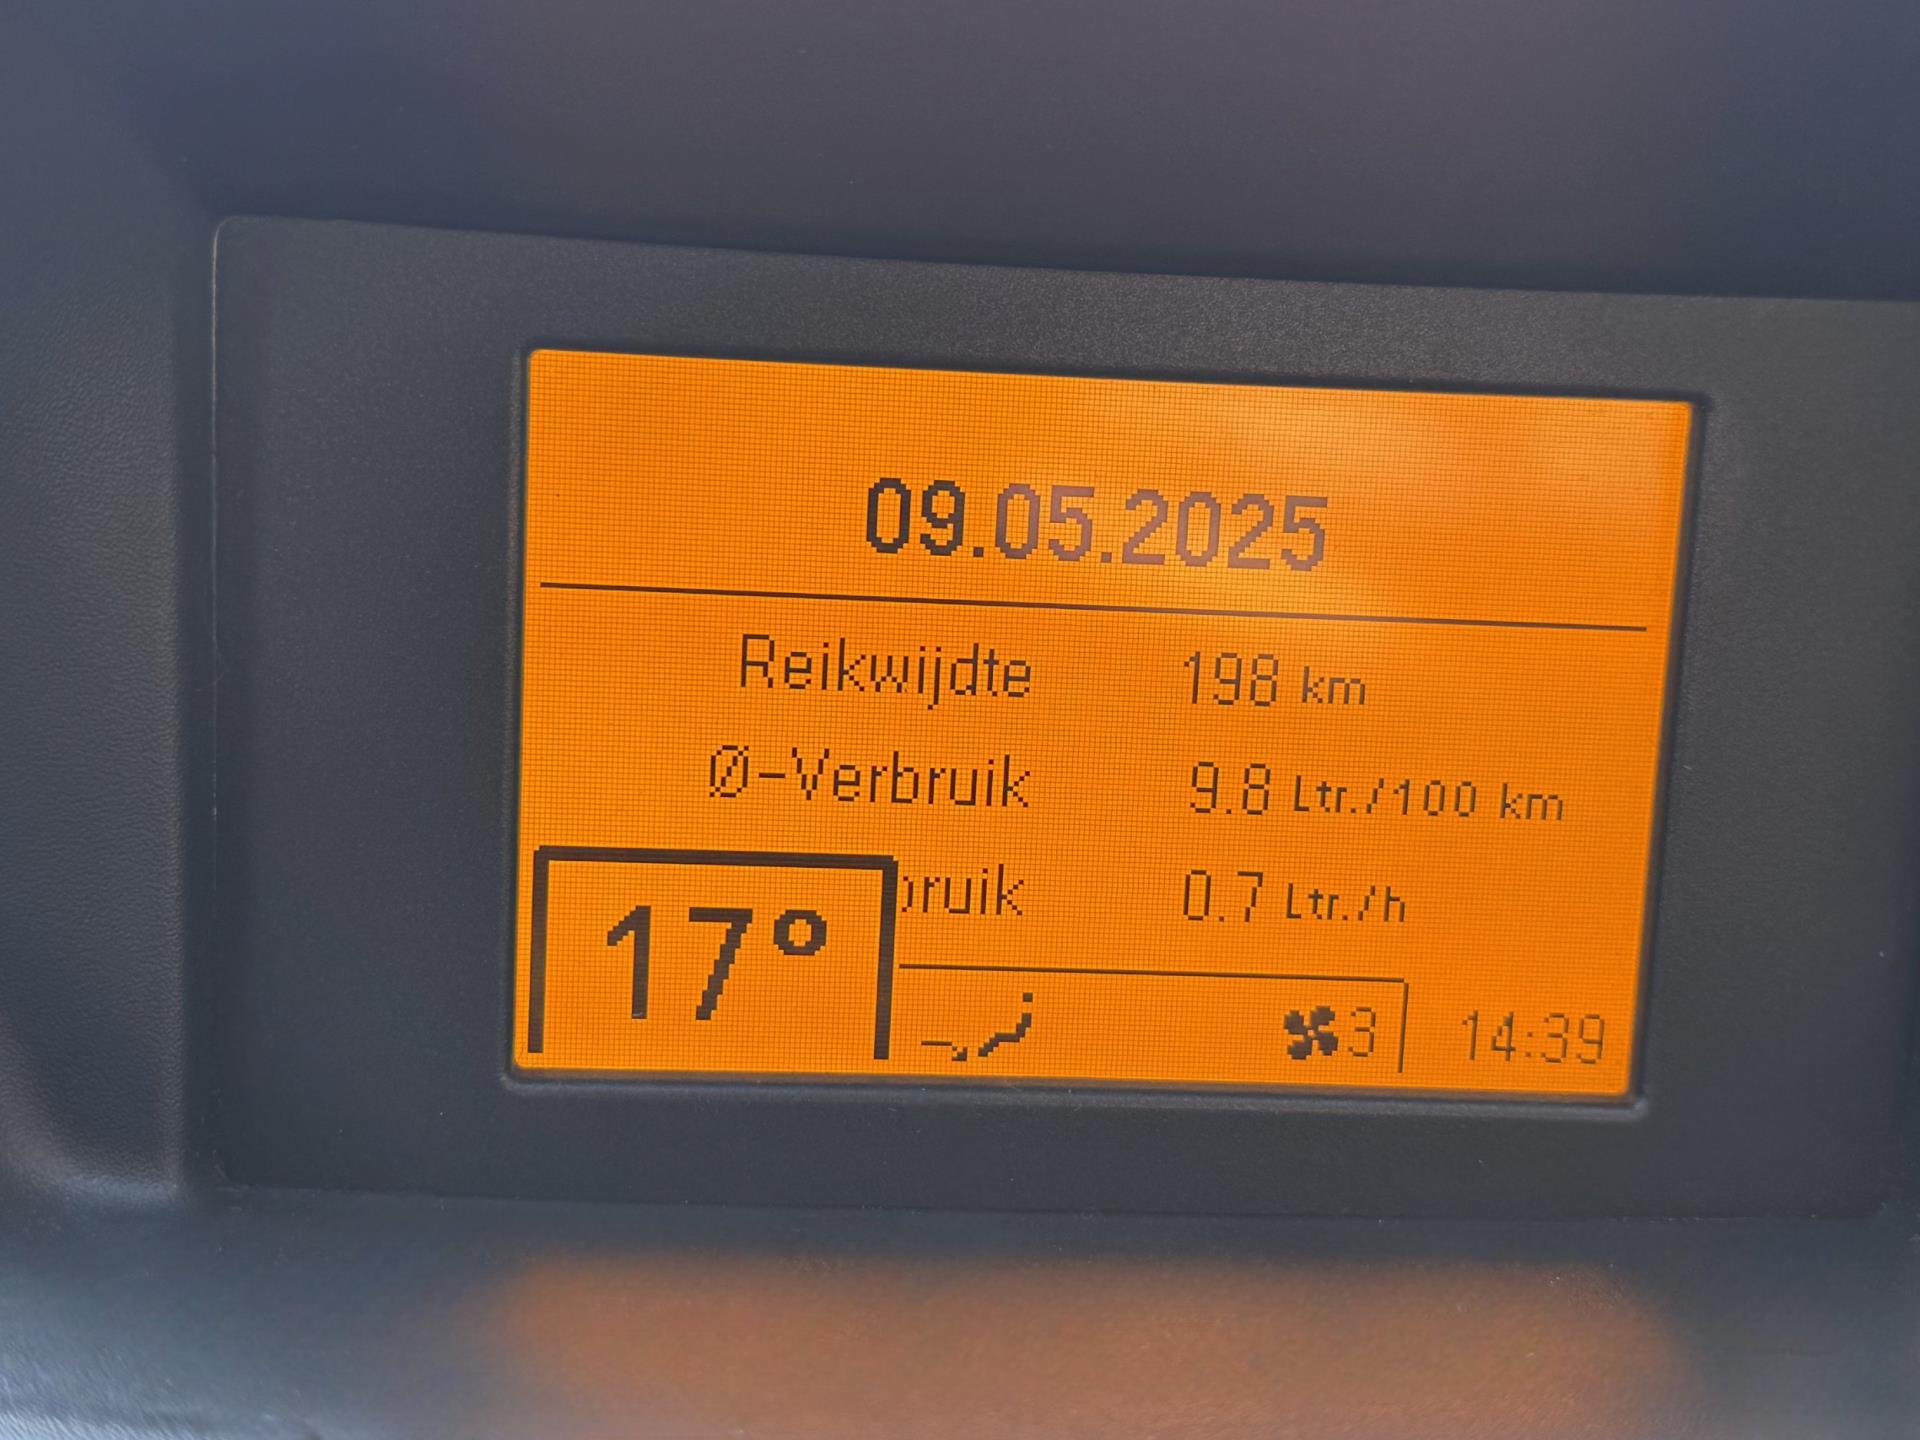 09.05.2025
Reikwijdte 198 km
Ø-Verbruik 9.8 Ltr./100 km
bruik 0.7 Ltr./h
17°
3 14:39